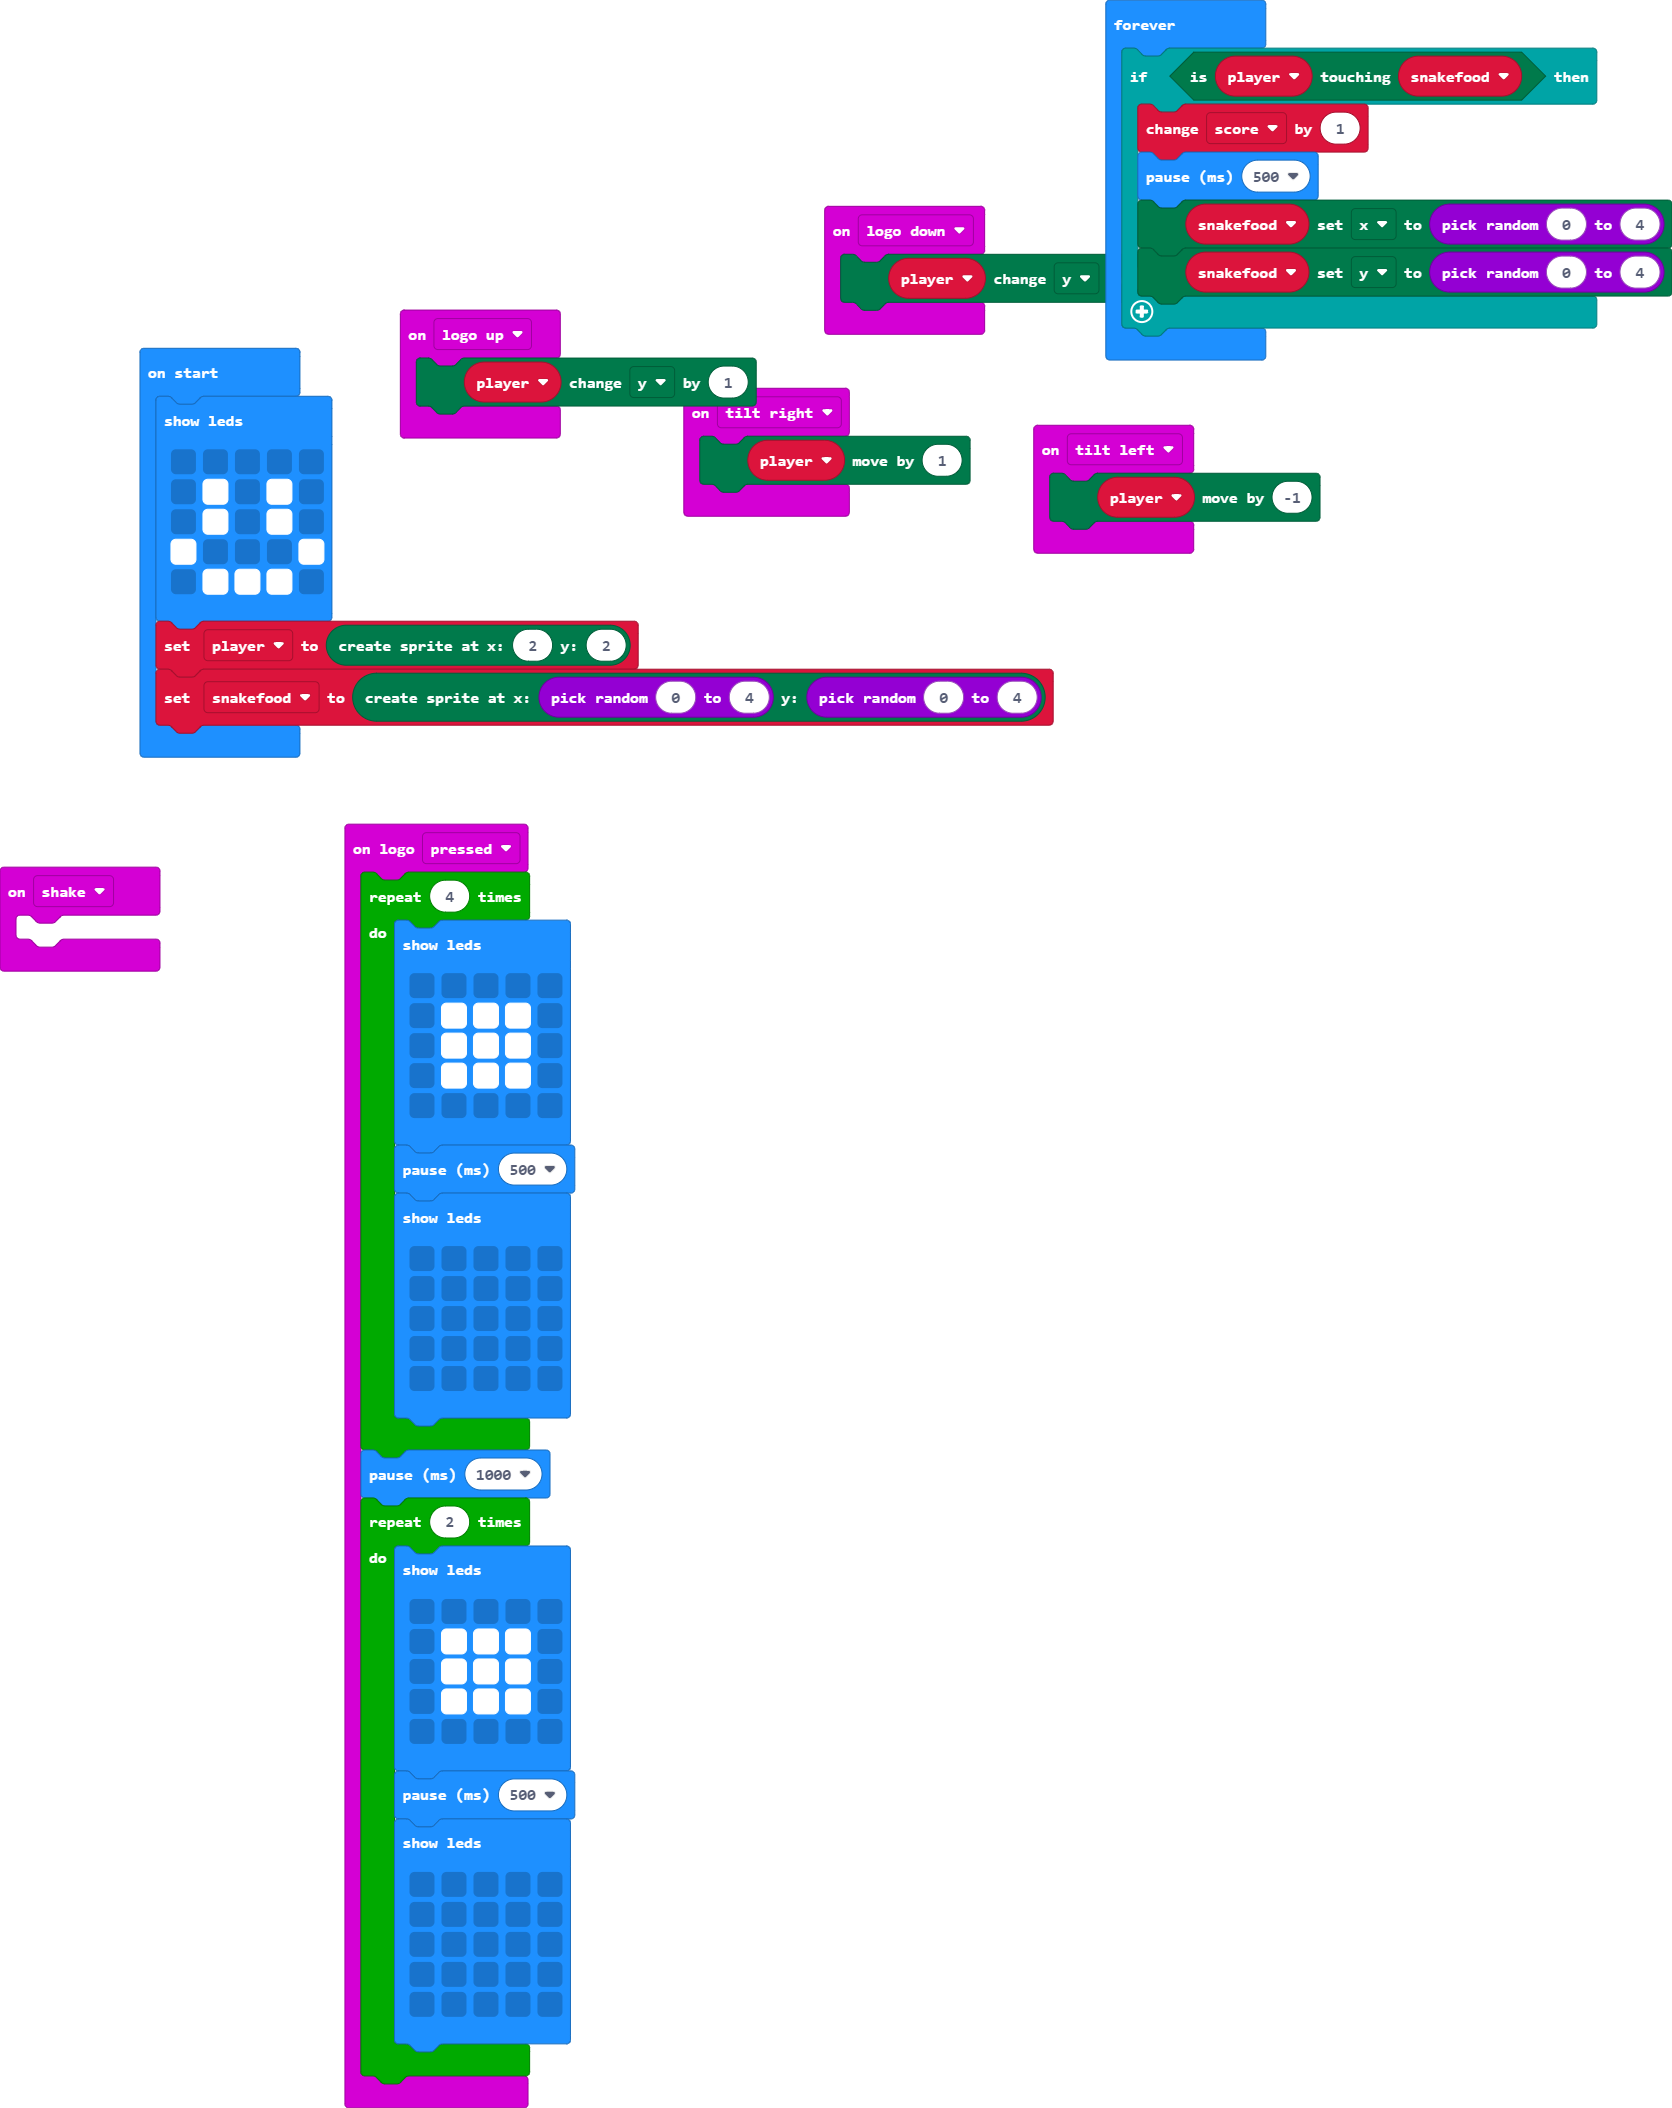 forever
if is player touching snakefood then
change score by 1
pause (ms) 500
snakefood set x to pick random 0 to 4
snakefood set y to pick random 0 to 4
on logo down
player change y
on logo up
player change y by 1
on tilt right
player move by 1
on tilt left
player move by -1
on start
show leds
set player to create sprite at x: 2 y: 2
set snakefood to create sprite at x: pick random 0 to 4 y: pick random 0 to 4
on shake
on logo pressed
repeat 4 times
do
show leds
pause (ms) 500
show leds
pause (ms) 1000
repeat 2 times
do
show leds
pause (ms) 500
show leds